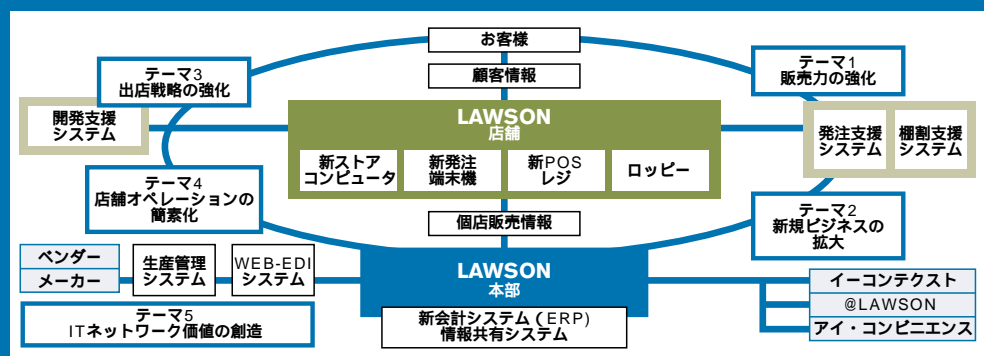 お客様
顧客情報
テーマ3
出店戦略の強化
テーマ1
販売力の強化
開発支援
システム
LAWSON
店舗
新ストア
コンピュータ
新発注
端末機
新POS
レジ
ロッピー
発注支援
システム
棚割支援
システム
テーマ4
店舗オペレーションの
簡素化
個店販売情報
テーマ2
新規ビジネスの
拡大
ベンダー
メーカー
生産管理
システム
WEB-EDI
システム
LAWSON
本部
新会計システム(ERP)
情報共有システム
イーコンテクスト
@LAWSON
アイ・コンビニエンス
テーマ5
ITネットワーク価値の創造